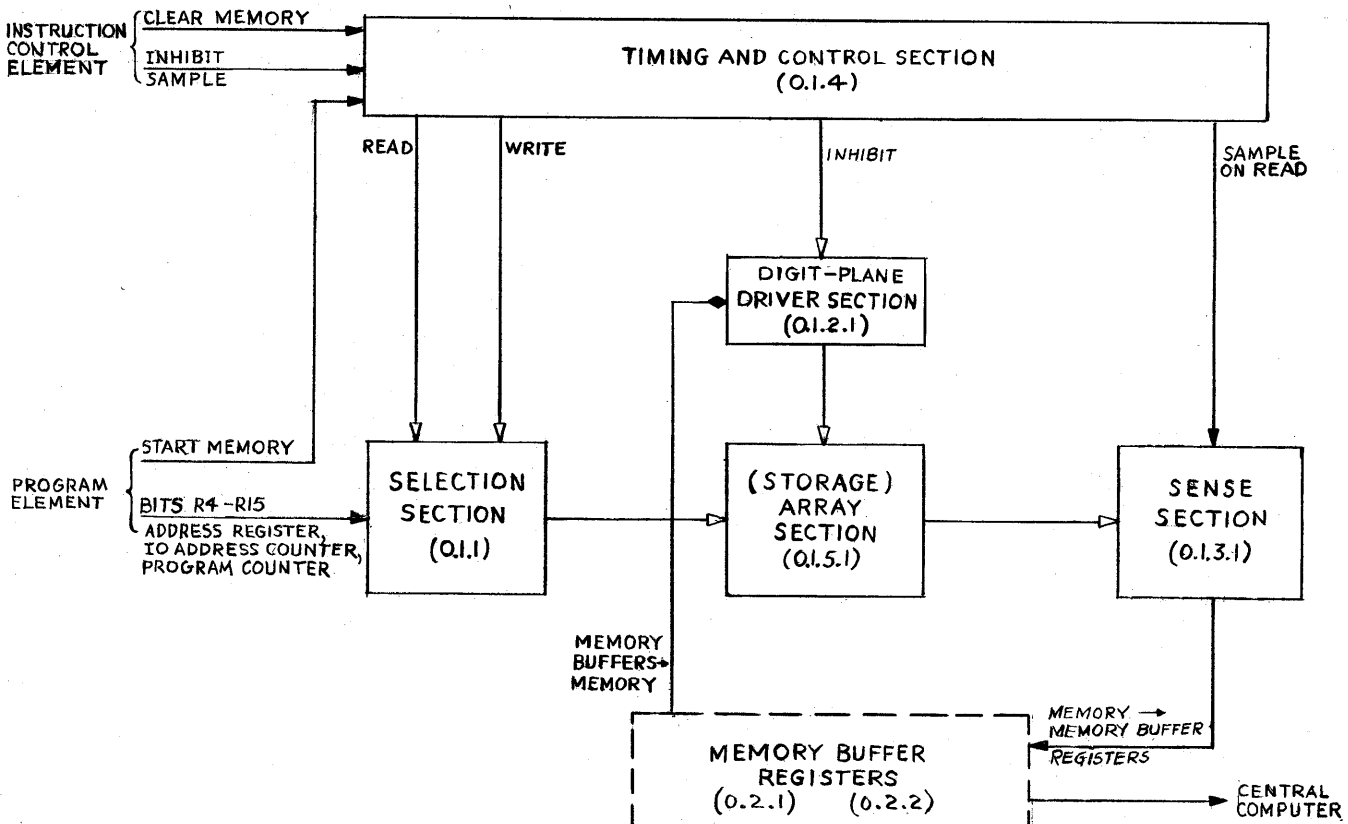 INSTRUCTION
CONTROL
ELEMENT
CLEAR MEMORY
INHIBIT
SAMPLE
TIMING AND CONTROL SECTION
(0.1.4)
READ
WRITE
INHIBIT
SAMPLE
ON READ
DIGIT-PLANE
DRIVER SECTION
(0.1.2.1)
PROGRAM
ELEMENT
START MEMORY
BITS R4-R15
ADDRESS REGISTER,
IO ADDRESS COUNTER,
PROGRAM COUNTER
SELECTION
SECTION
(0.1.1)
(STORAGE)
ARRAY
SECTION
(0.1.5.1)
SENSE
SECTION
(0.1.3.1)
MEMORY
BUFFERS→
MEMORY
MEMORY →
MEMORY BUFFER
REGISTERS
MEMORY BUFFER
REGISTERS
(0.2.1) (0.2.2)
CENTRAL
COMPUTER